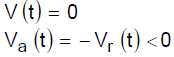 V(t) = 0
Vₐ(t) = −Vᵣ(t) < 0